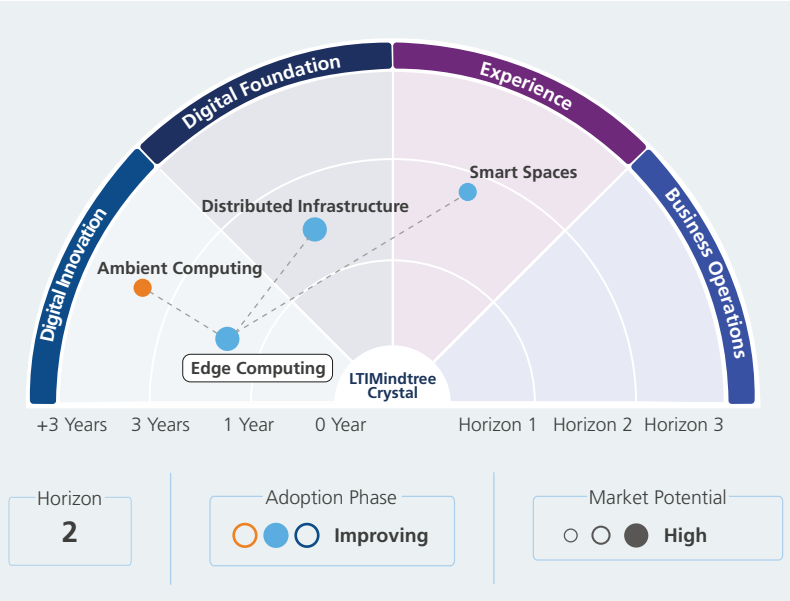 Digital Foundation
Experience
Digital Innovation
Business Operations
Smart Spaces
Distributed Infrastructure
Ambient Computing
Edge Computing
LTIMindtree
Crystal
+3 Years
3 Years
1 Year
0 Year
Horizon 1
Horizon 2
Horizon 3
Horizon
2
Adoption Phase
Improving
Market Potential
High